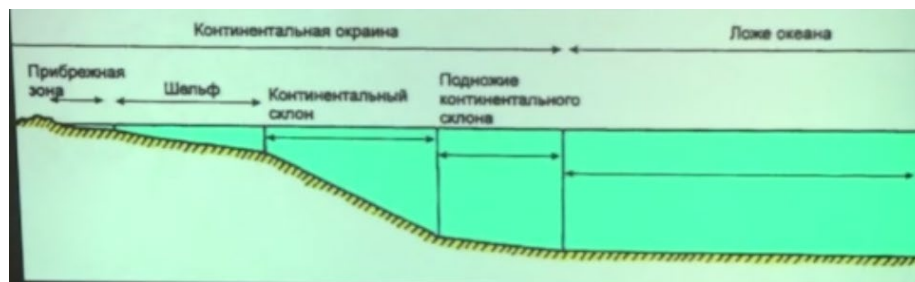 Континентальная окраина
Ложе океана
Прибрежная
зона
Шельф
Континентальный
склон
Подножие
континентального
склона